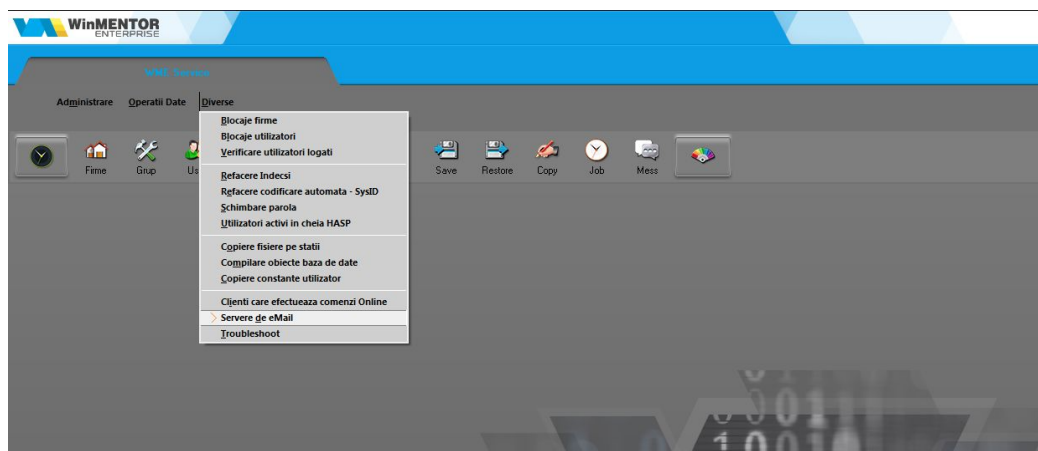 WinMENTOR
ENTERPRISE
WME Service
Administrare Operatii Date Diverse
Blocaje firme
Blocaje utilizatori
Verificare utilizatori logati
Refacere Indecsi
Refacere codificare automata - SysID
Schimbare parola
Utilizatori activi in cheia HASP
Copiere fisiere pe statii
Compilare obiecte baza de date
Copiere constante utilizator
Clienti care efectueaza comenzi Online
Servere de eMail
Troubleshoot
Firme Grup Us Save Restore Copy Job Mess